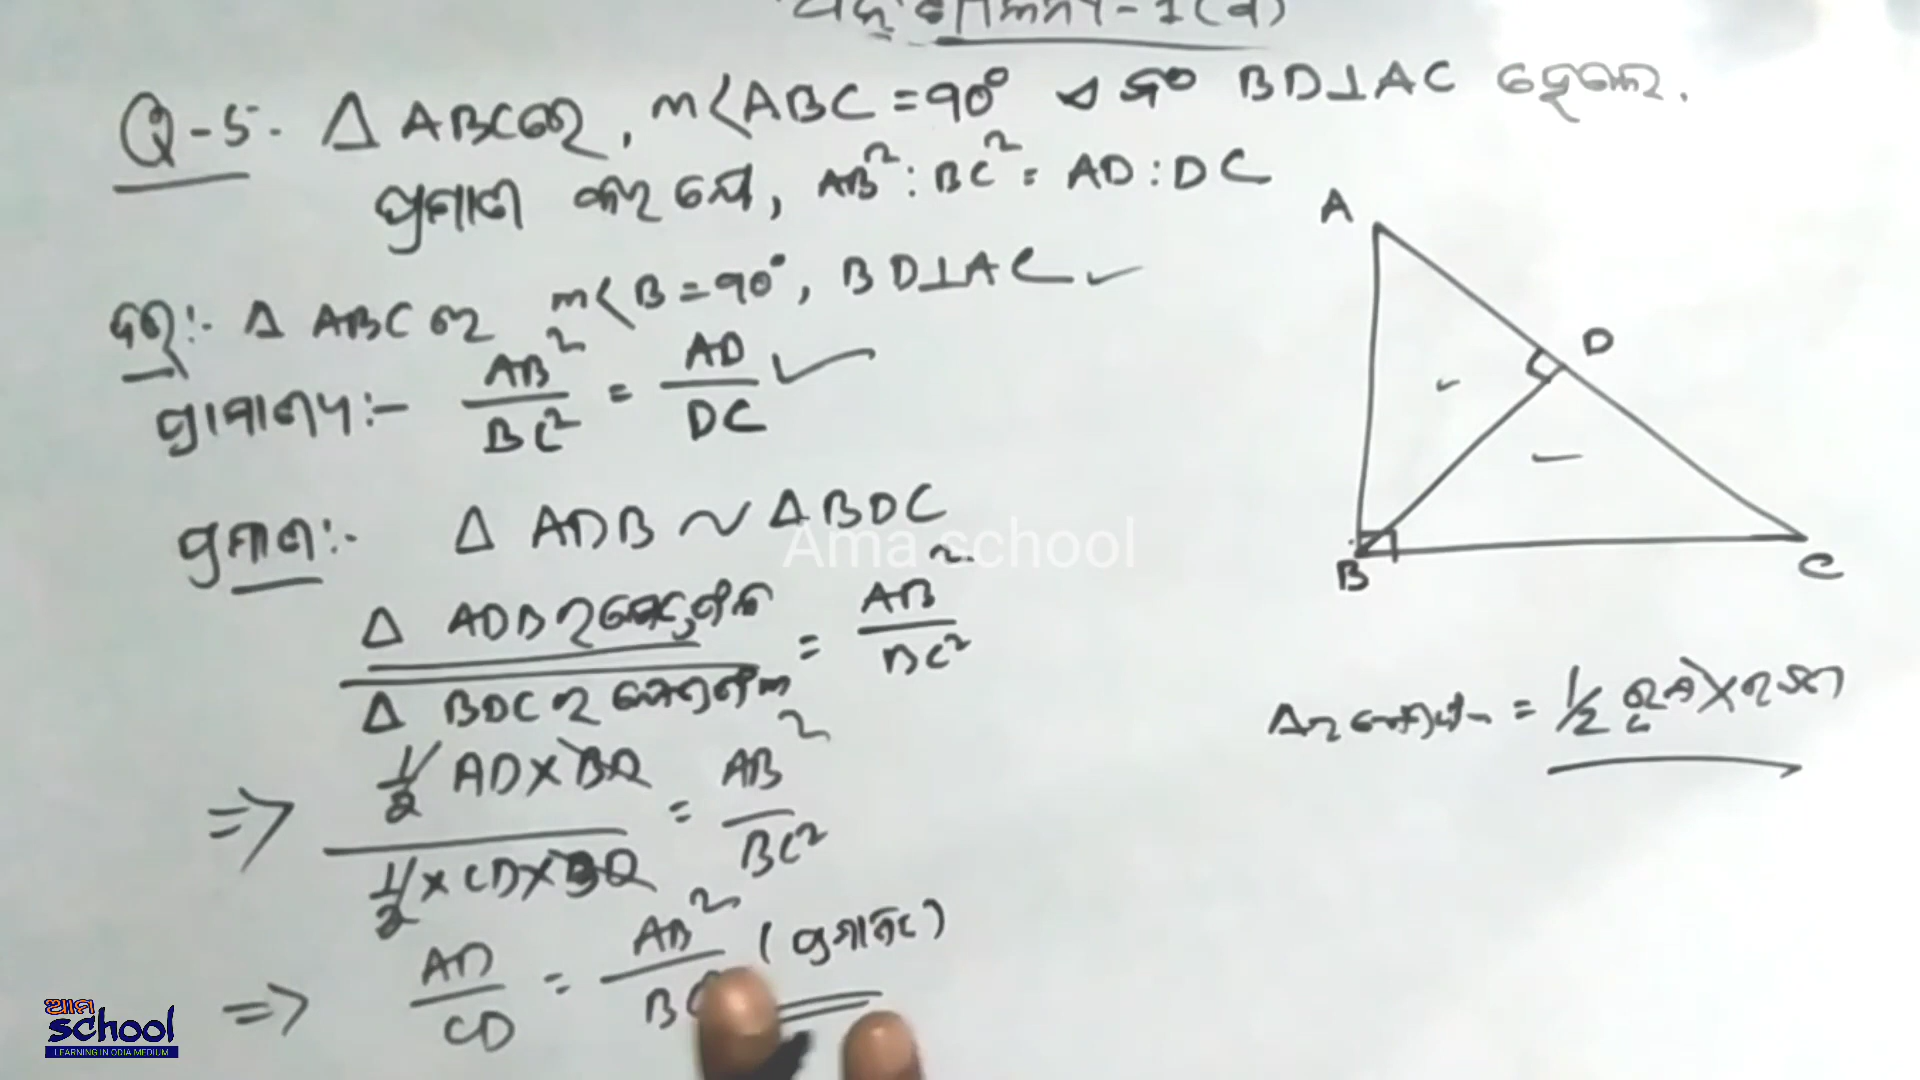 Q-5. Δ ABCରେ, m<ABC = 90° ଏବଂ BD⊥AC ହେଲେ.
ପ୍ରମାଣ କର ଯେ, AB² : BC² = AD : DC
ଦତ୍ତ :- Δ ABC ରେ m<B = 90°, BD⊥AC ✓
ପ୍ରାମାଣ୍ୟ :- AB²/BC² = AD/DC ✓
ପ୍ରମାଣ :- Δ ADB ~ Δ BDC
Δ ADB ର କ୍ଷେତ୍ରଫଳ / Δ BDC ର କ୍ଷେତ୍ରଫଳ = AB²/BC²
⇒ 1/2 AD×BD / 1/2 × CD×BD = AB²/BC²
⇒ AD/CD = AB²/BC (ପ୍ରମାଣିତ)
A
D
B
C
Δର କ୍ଷେତ୍ରଫଳ = 1/2 ଭୂମି × ଉଚ୍ଚତା
Ama school
ଆମ
School
LEARNING IN ODIA MEDIUM